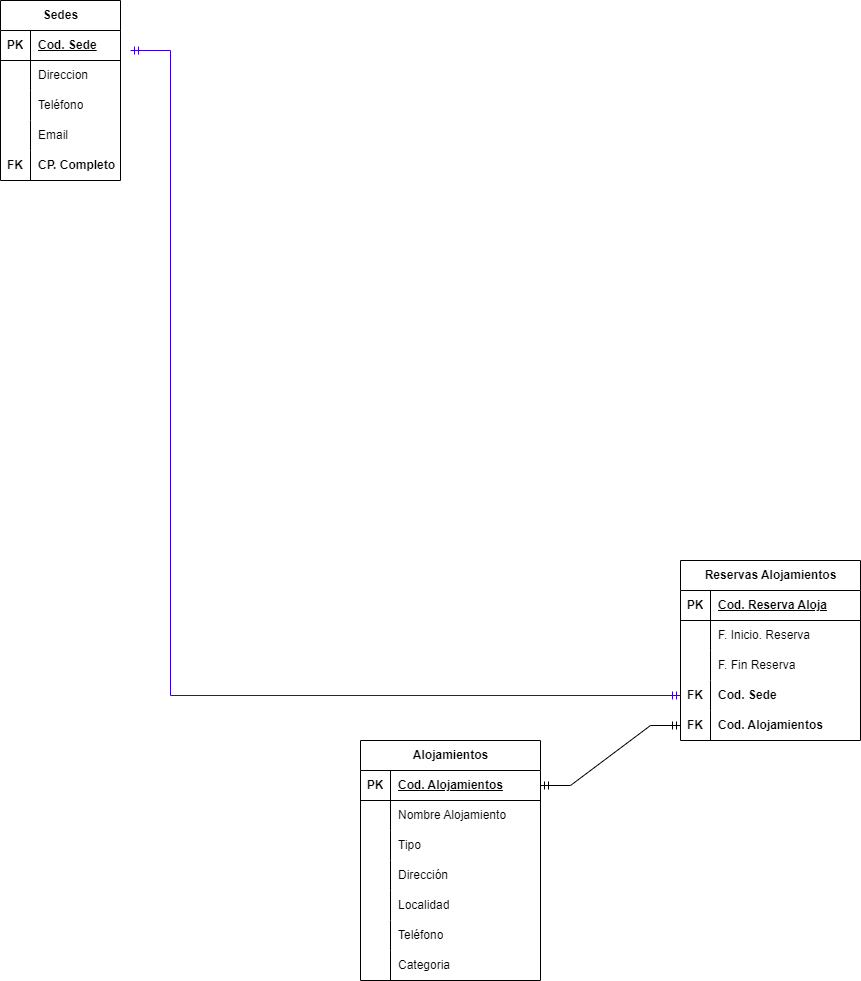 Sedes
PK Cod. Sede
Direccion
Teléfono
Email
FK CP. Completo
Reservas Alojamientos
PK Cod. Reserva Aloja
F. Inicio. Reserva
F. Fin Reserva
FK Cod. Sede
FK Cod. Alojamientos
Alojamientos
PK Cod. Alojamientos
Nombre Alojamiento
Tipo
Dirección
Localidad
Teléfono
Categoria